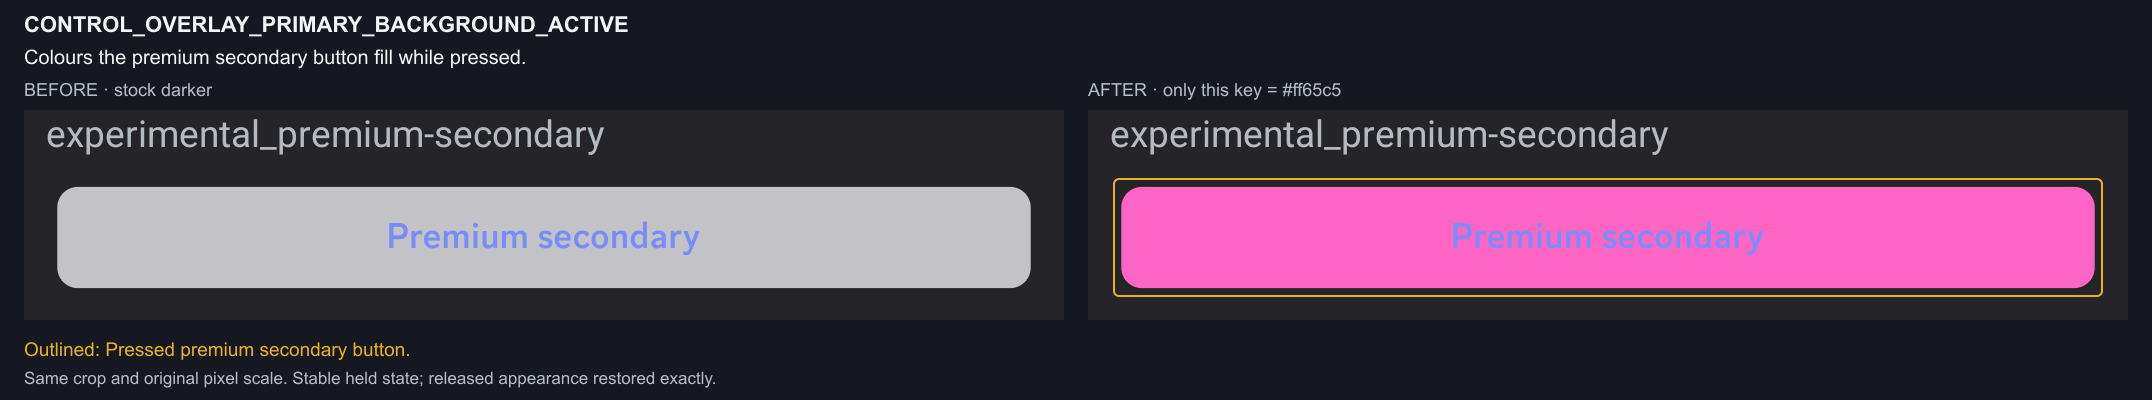 CONTROL_OVERLAY_PRIMARY_BACKGROUND_ACTIVE
Colours the premium secondary button fill while pressed.
BEFORE · stock darker
experimental_premium-secondary
Premium secondary
AFTER · only this key = #ff65c5
experimental_premium-secondary
Premium secondary
Outlined: Pressed premium secondary button.
Same crop and original pixel scale. Stable held state; released appearance restored exactly.